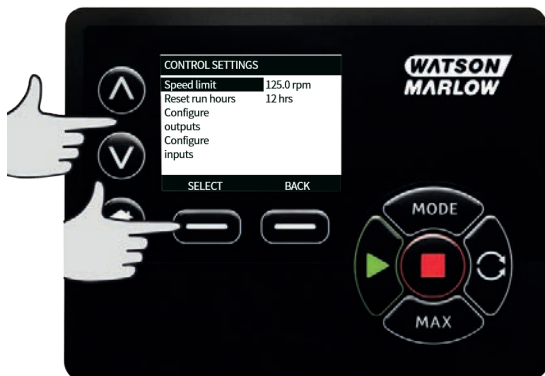 CONTROL SETTINGS
Speed limit 125.0 rpm
Reset run hours 12 hrs
Configure
outputs
Configure
inputs
SELECT BACK
WATSON
MARLOW
MODE
MAX